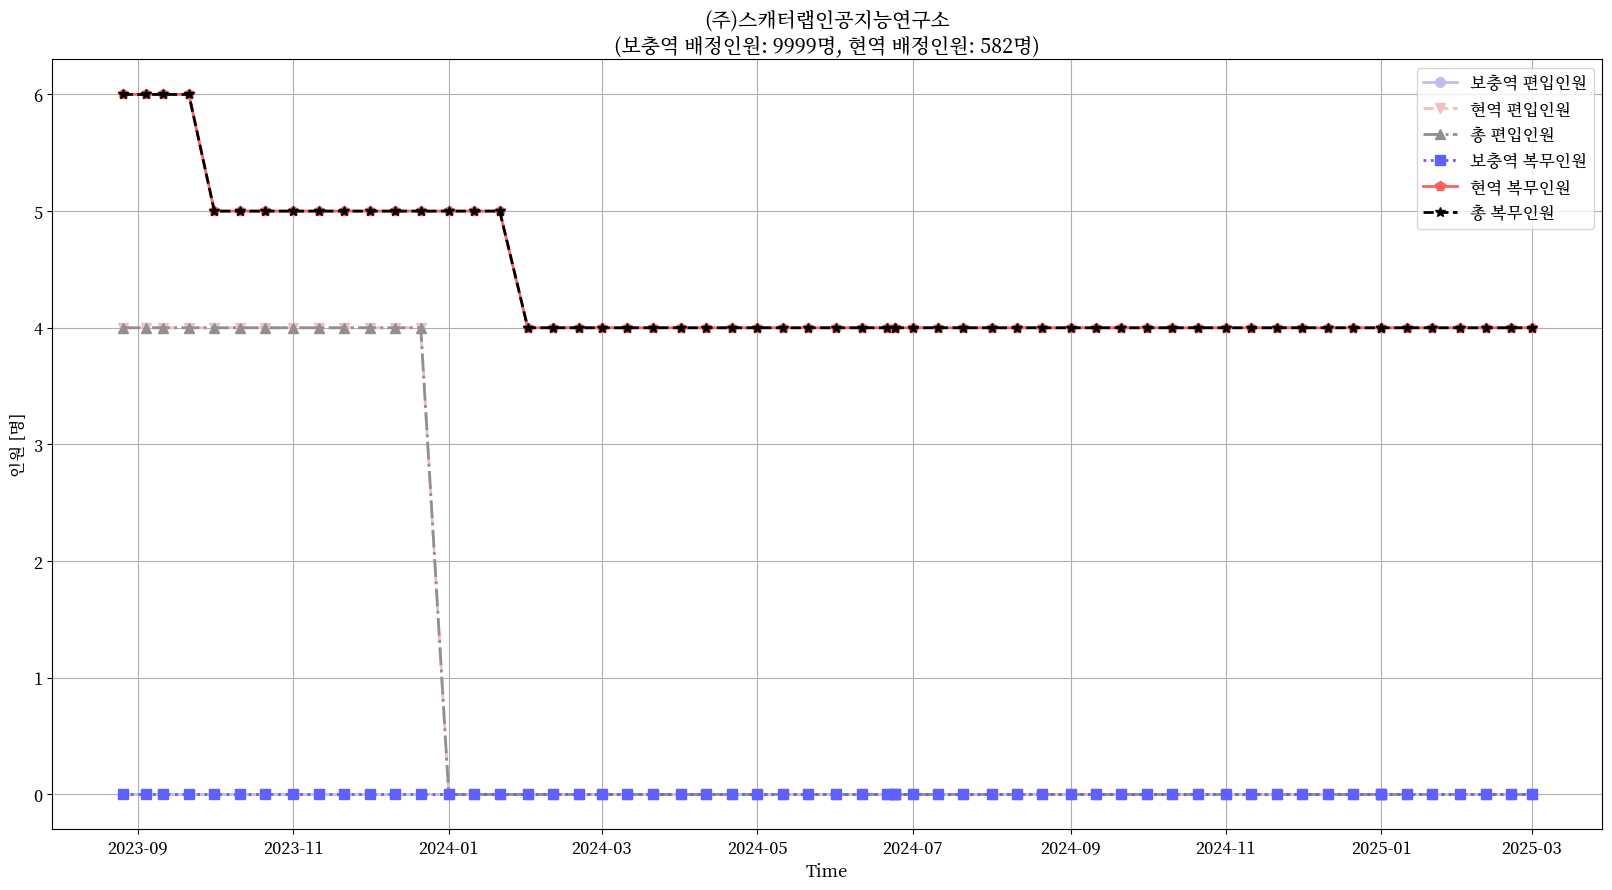 (주)스캐터랩인공지능연구소
(보충역 배정인원: 9999명, 현역 배정인원: 582명)
보충역 편입인원
현역 편입인원
총 편입인원
보충역 복무인원
현역 복무인원
총 복무인원
인원 [명]
6
5
4
3
2
1
0
2023-09 2023-11 2024-01 2024-03 2024-05 2024-07 2024-09 2024-11 2025-01 2025-03
Time